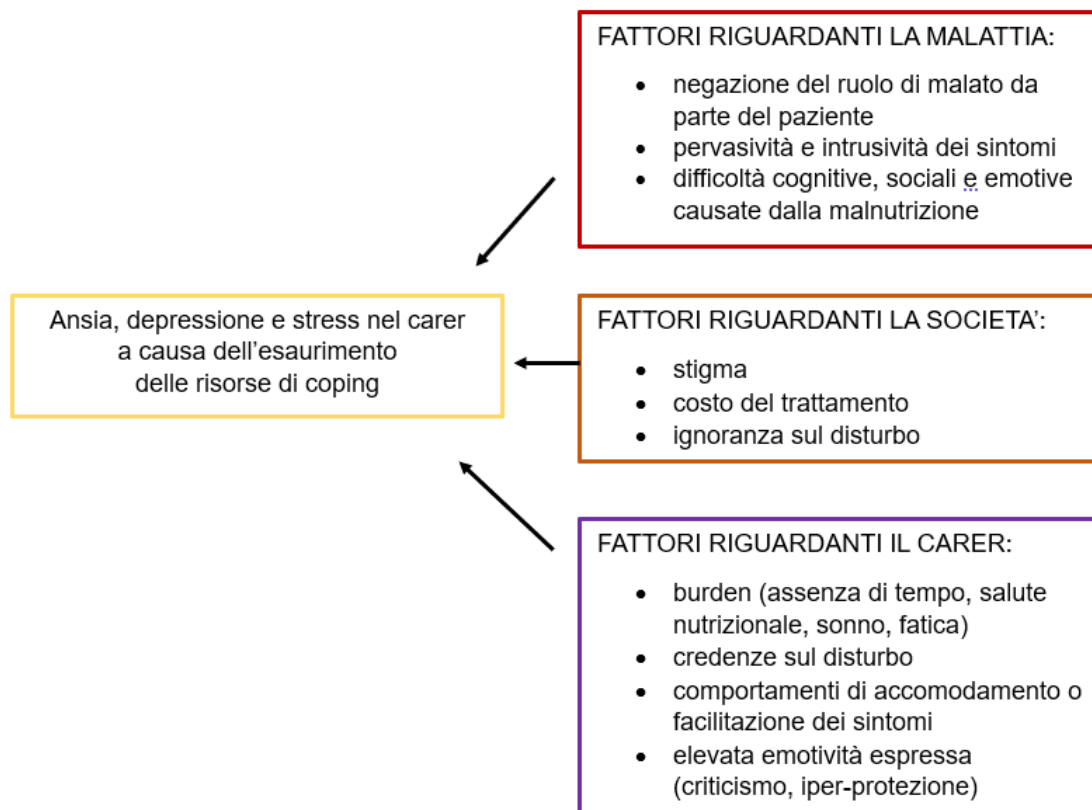 FATTORI RIGUARDANTI LA MALATTIA:
• negazione del ruolo di malato da
parte del paziente
• pervasività e intrusività dei sintomi
• difficoltà cognitive, sociali e emotive
causate dalla malnutrizione
Ansia, depressione e stress nel carer
a causa dell’esaurimento
delle risorse di coping
FATTORI RIGUARDANTI LA SOCIETA’:
• stigma
• costo del trattamento
• ignoranza sul disturbo
FATTORI RIGUARDANTI IL CARER:
• burden (assenza di tempo, salute
nutrizionale, sonno, fatica)
• credenze sul disturbo
• comportamenti di accomodamento o
facilitazione dei sintomi
• elevata emotività espressa
(criticismo, iper-protezione)